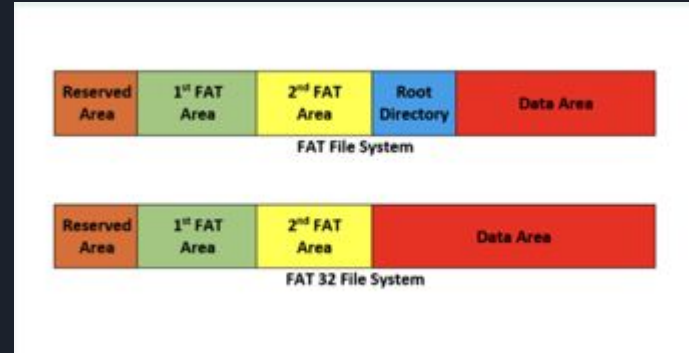 Reserved Area
1st FAT Area
2nd FAT Area
Root Directory
Data Area
FAT File System
Reserved Area
1st FAT Area
2nd FAT Area
Data Area
FAT 32 File System